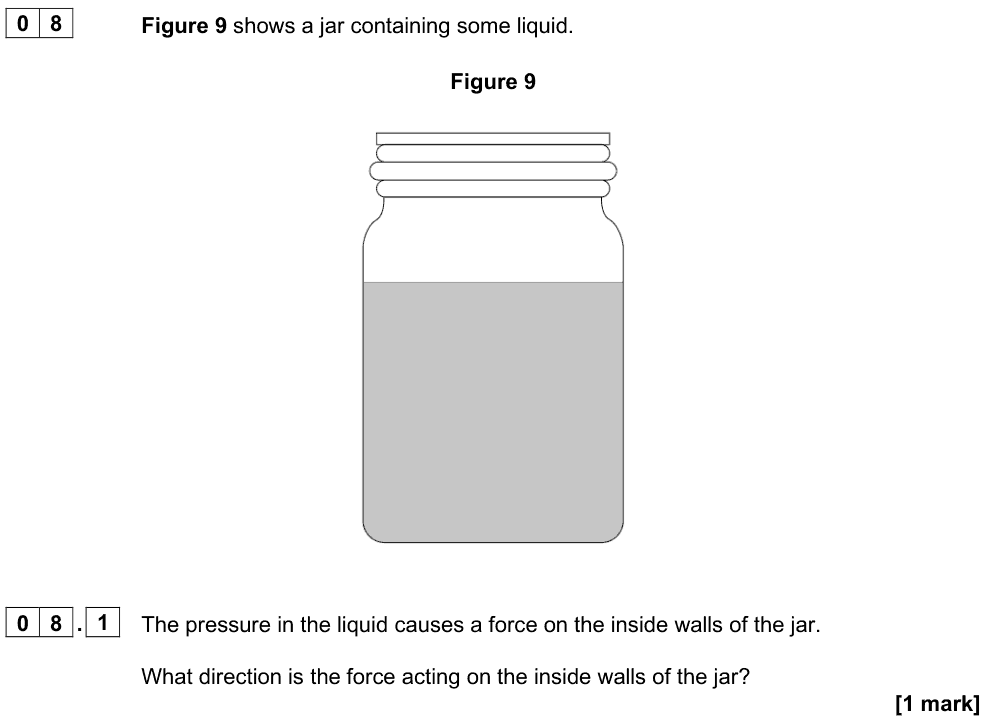 0 8 Figure 9 shows a jar containing some liquid.
Figure 9
0 8 . 1 The pressure in the liquid causes a force on the inside walls of the jar.
What direction is the force acting on the inside walls of the jar?
[1 mark]